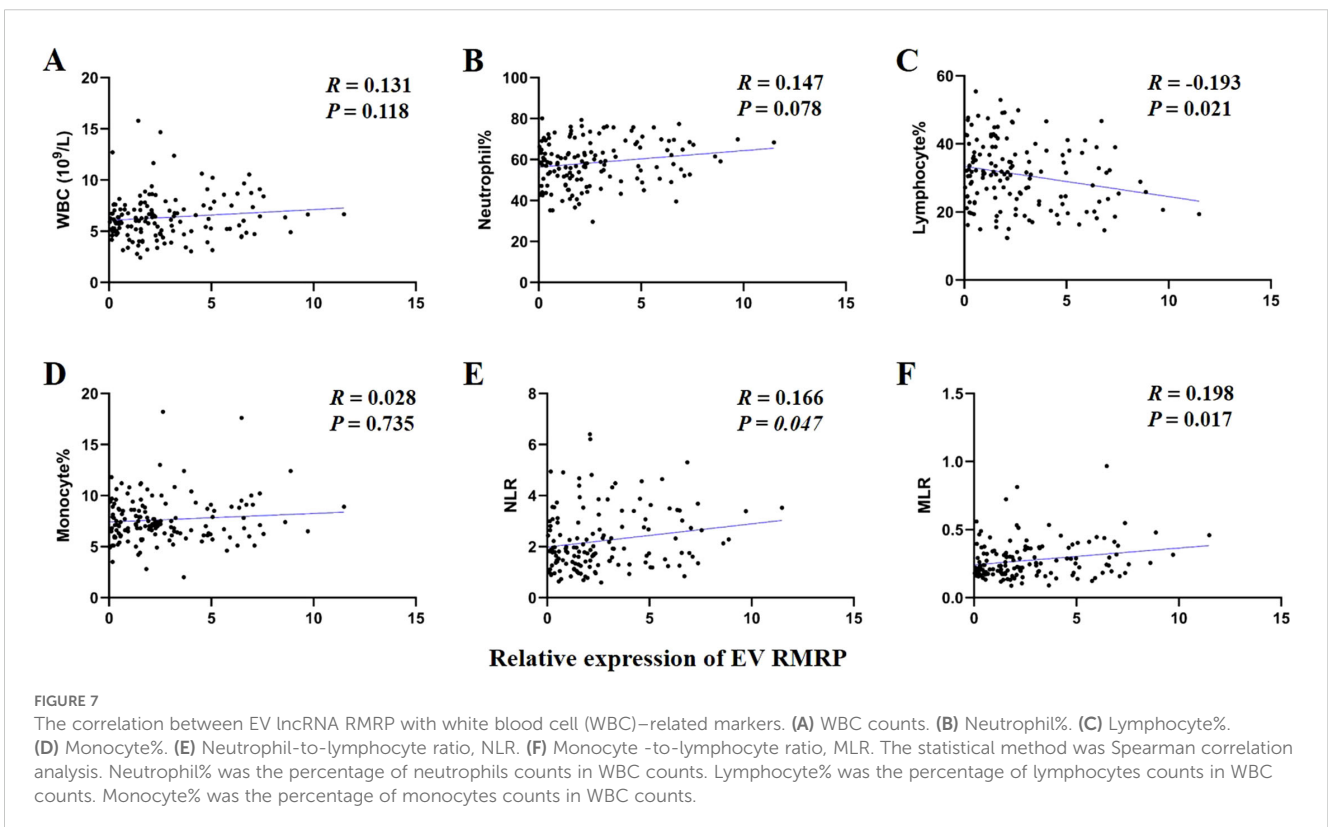 A
R = 0.131
P = 0.118
WBC (10⁹/L)
20
15
10
5
0
0 5 10 15
B
R = 0.147
P = 0.078
Neutrophil%
100
80
60
40
20
0
0 5 10 15
C
R = -0.193
P = 0.021
Lymphocyte%
60
40
20
0
0 5 10 15
D
R = 0.028
P = 0.735
Monocyte%
20
15
10
5
0
0 5 10 15
E
R = 0.166
P = 0.047
NLR
8
6
4
2
0
0 5 10 15
F
R = 0.198
P = 0.017
MLR
1.5
1.0
0.5
0.0
0 5 10 15
Relative expression of EV RMRP
FIGURE 7
The correlation between EV lncRNA RMRP with white blood cell (WBC)–related markers. (A) WBC counts. (B) Neutrophil%. (C) Lymphocyte%.
(D) Monocyte%. (E) Neutrophil-to-lymphocyte ratio, NLR. (F) Monocyte -to-lymphocyte ratio, MLR. The statistical method was Spearman correlation
analysis. Neutrophil% was the percentage of neutrophils counts in WBC counts. Lymphocyte% was the percentage of lymphocytes counts in WBC
counts. Monocyte% was the percentage of monocytes counts in WBC counts.